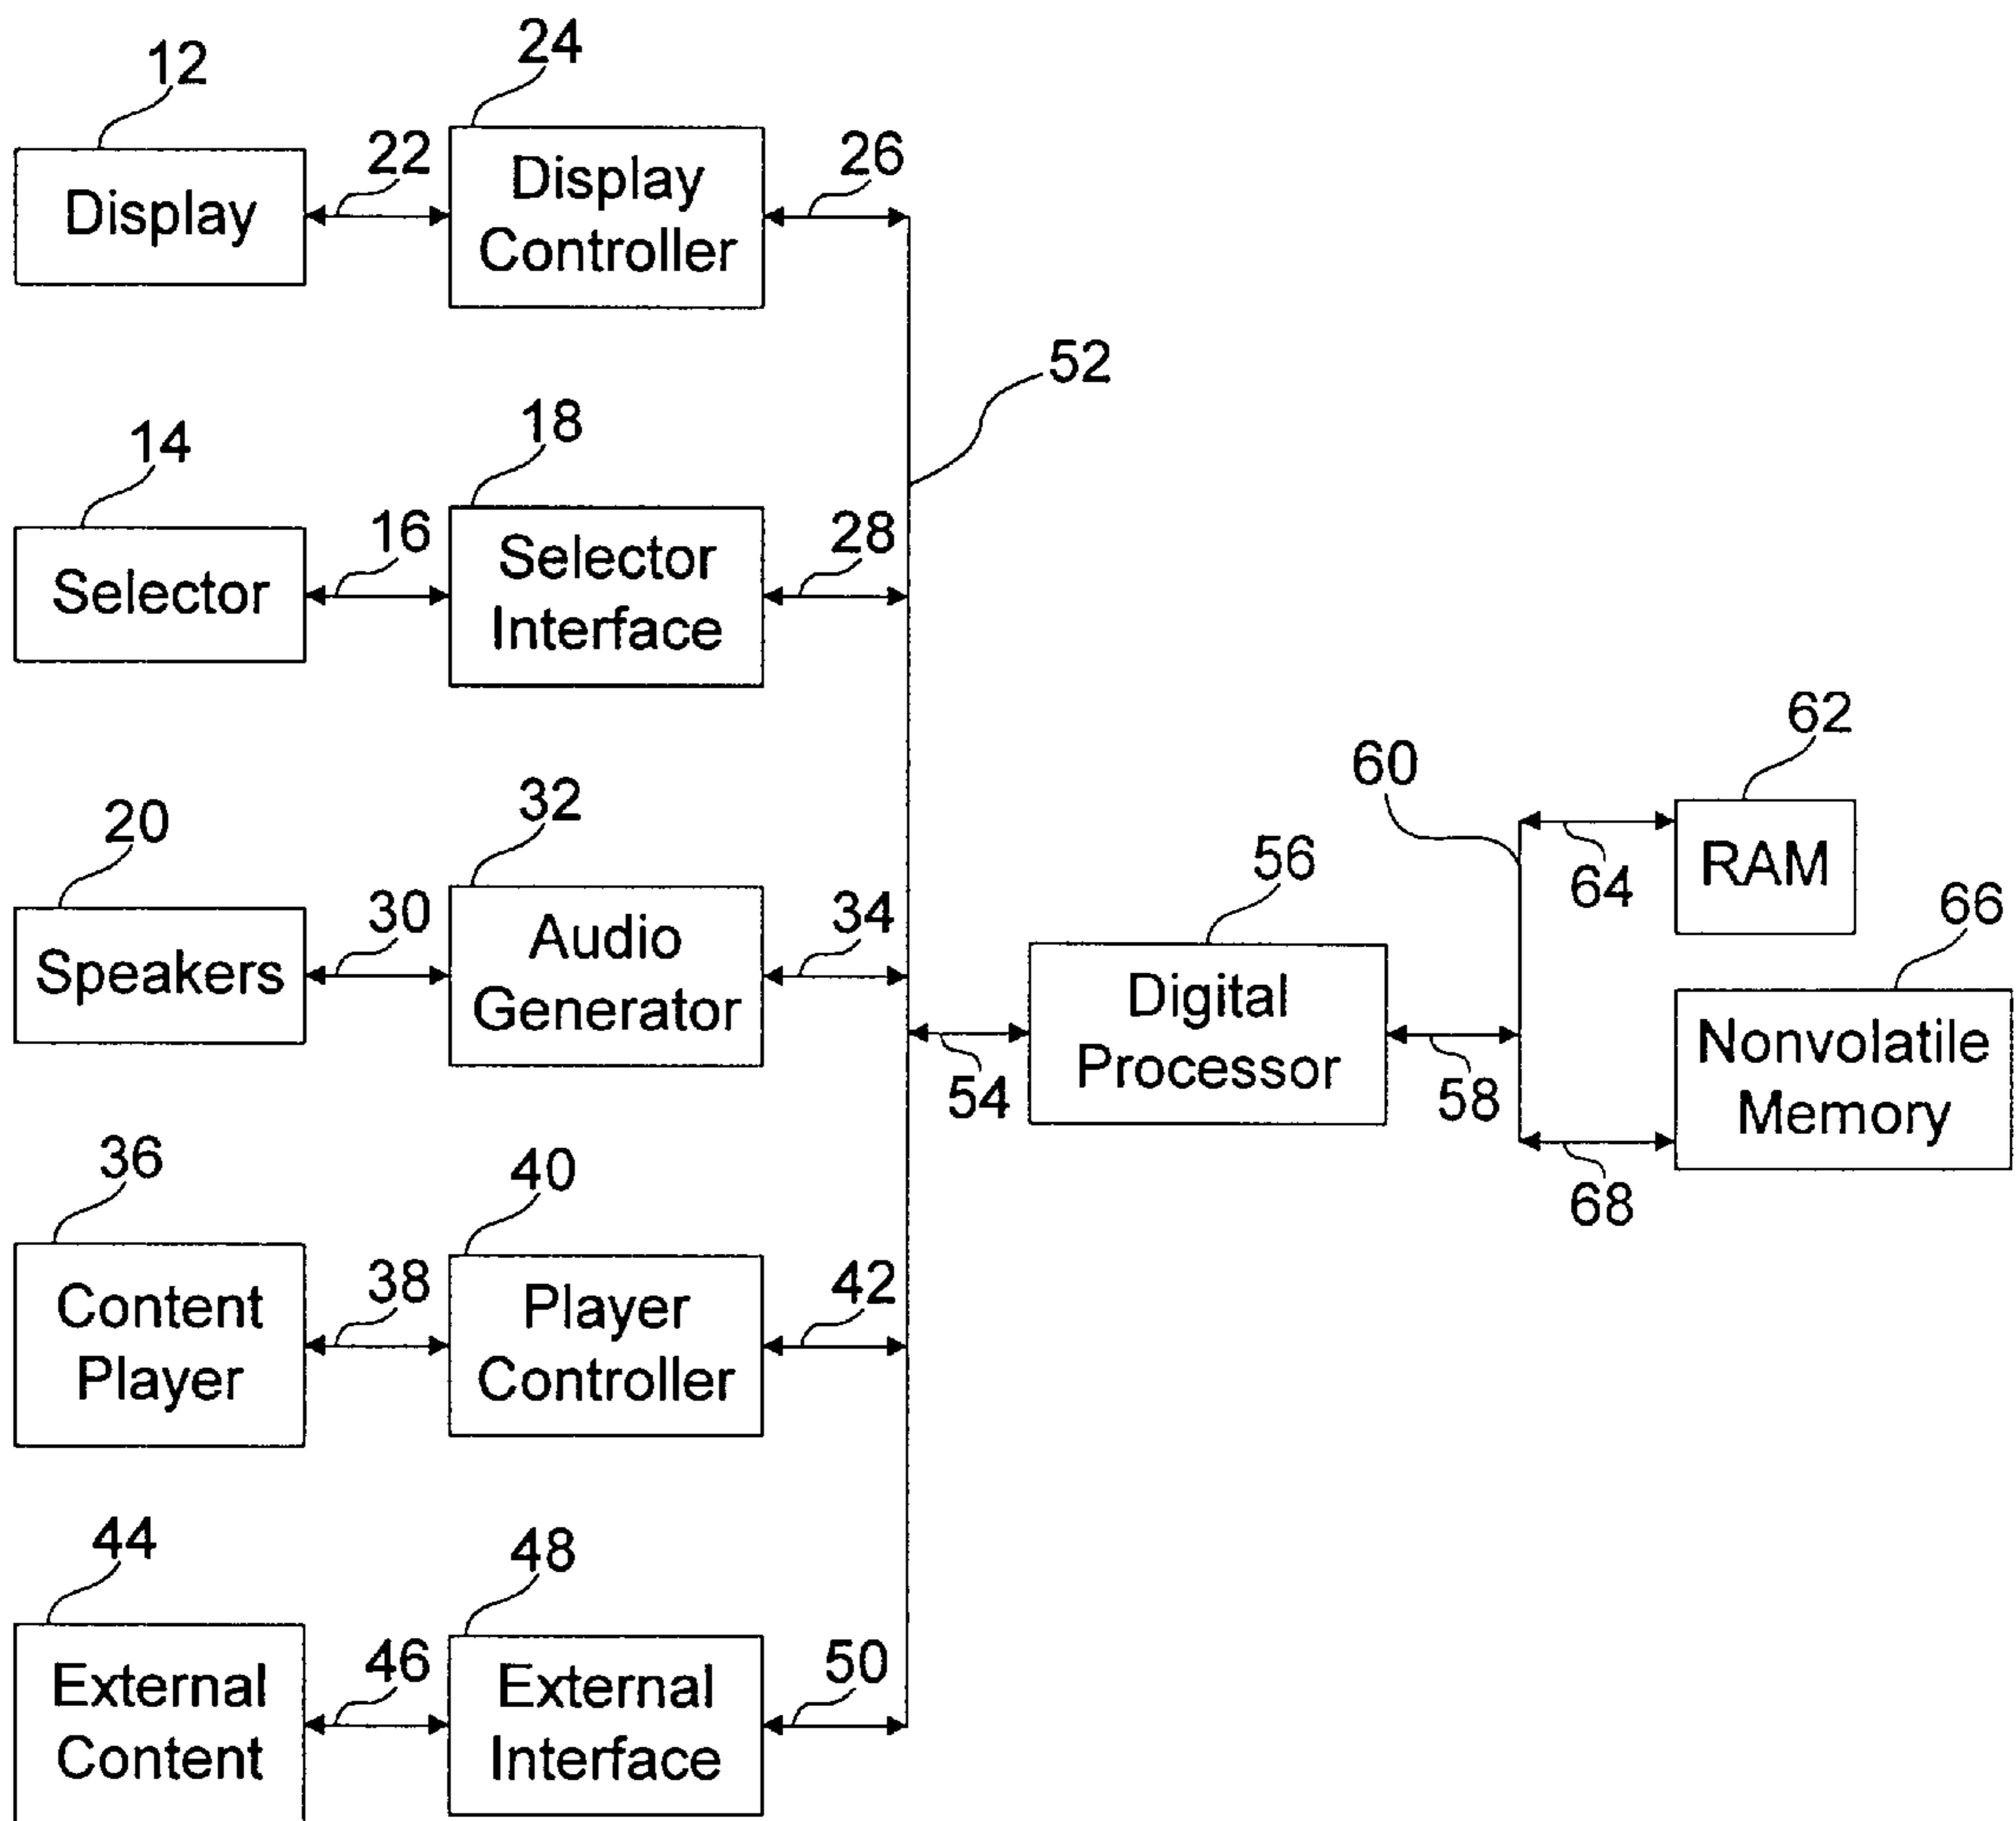 12
24
22
26
Display
Display
Controller
52
14
18
16
28
Selector
Selector
Interface
20
32
30
34
Speakers
Audio
Generator
60
62
64
RAM
56
66
54
Digital
Processor
58
Nonvolatile
Memory
68
36
40
38
42
Content
Player
Player
Controller
44
48
46
50
External
Content
External
Interface